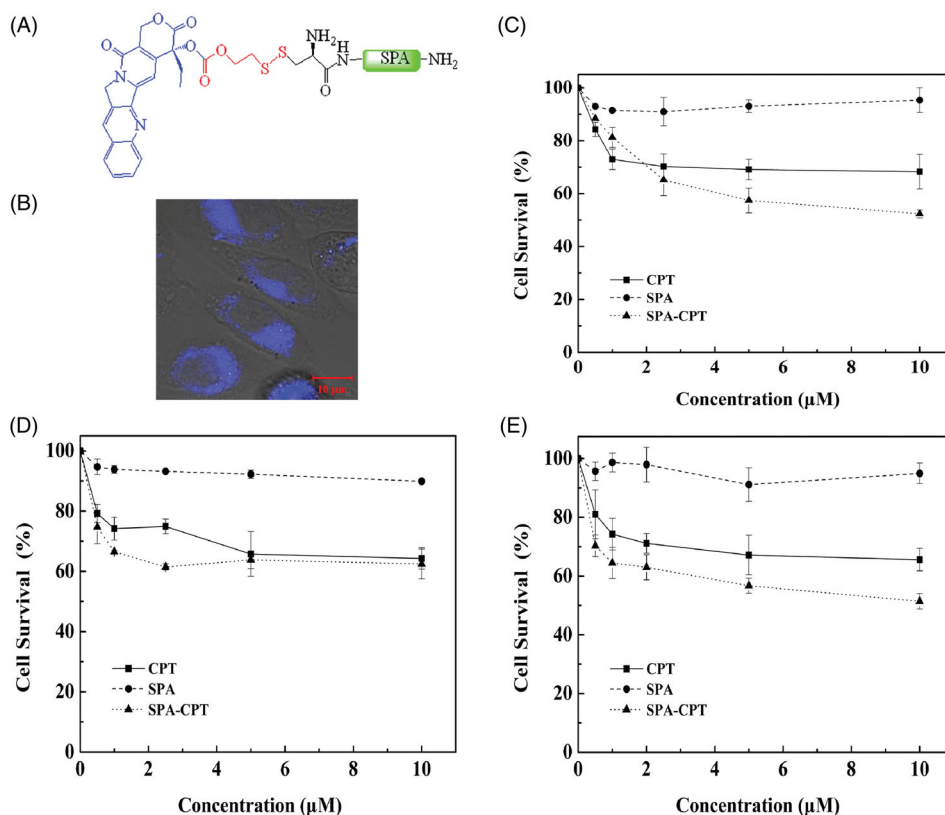 (A)
O
O
O
O
N
N
O
O
O
O
S
S
NH2
O
H
N
SPA
NH2
(B)
10 μm
(C)
Cell Survival (%)
100
80
60
40
20
0
CPT
SPA
SPA-CPT
0 2 4 6 8 10
Concentration (μM)
(D)
Cell Survival (%)
100
80
60
40
20
0
CPT
SPA
SPA-CPT
0 2 4 6 8 10
Concentration (μM)
(E)
Cell Survival (%)
100
80
60
40
20
0
CPT
SPA
SPA-CPT
0 2 4 6 8 10
Concentration (μM)